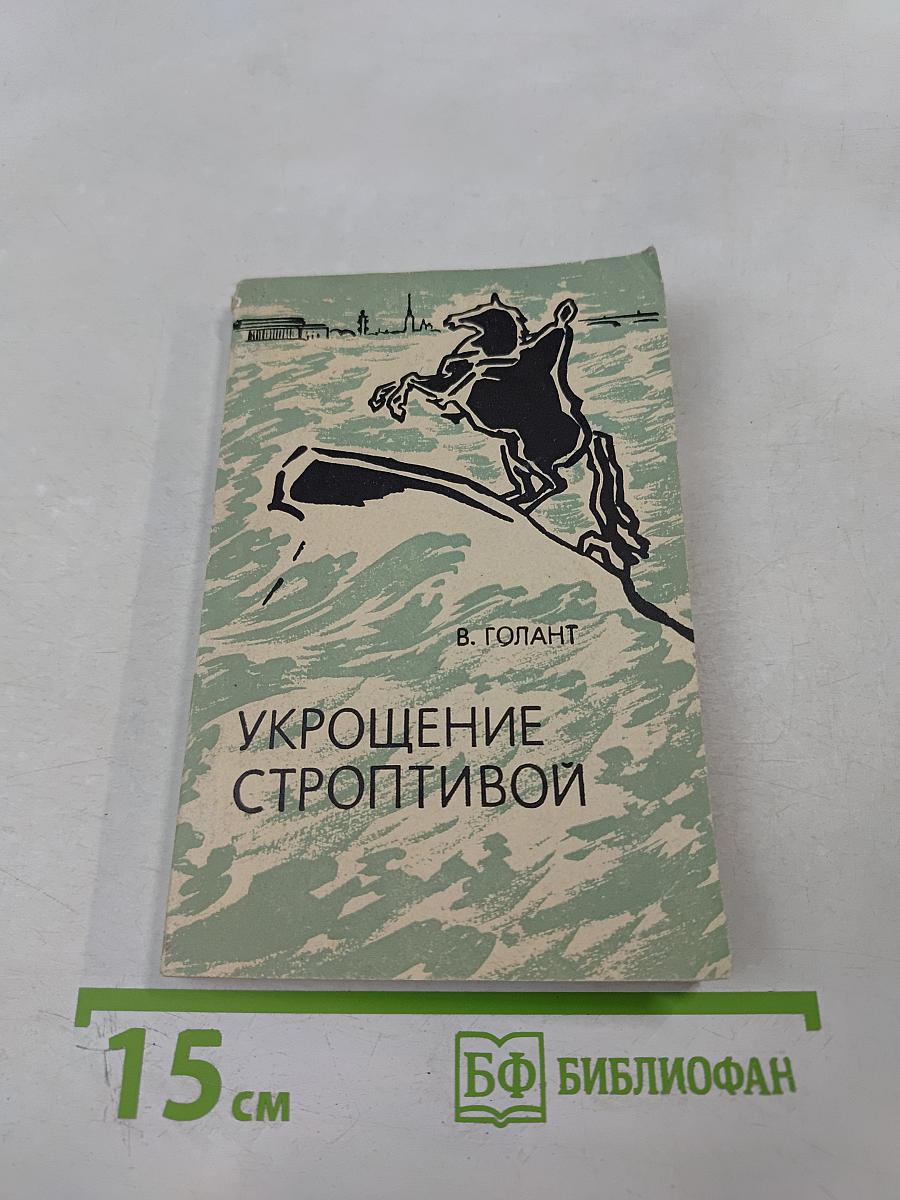 В. ГОЛАНТ
УКРОЩЕНИЕ
СТРОПТИВОЙ
15 см
БФ БИБЛИОФАН